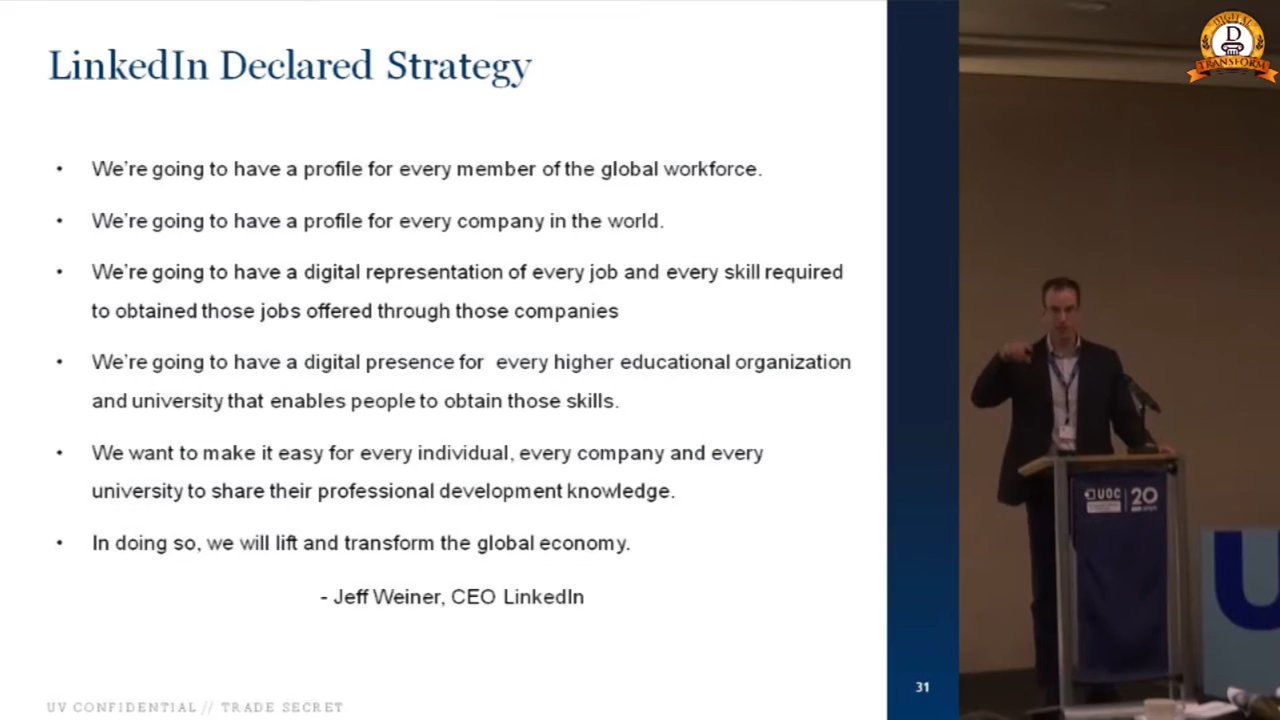 LinkedIn Declared Strategy
• We're going to have a profile for every member of the global workforce.
• We're going to have a profile for every company in the world.
• We're going to have a digital representation of every job and every skill required
to obtained those jobs offered through those companies
• We're going to have a digital presence for every higher educational organization
and university that enables people to obtain those skills.
• We want to make it easy for every individual, every company and every
university to share their professional development knowledge.
• In doing so, we will lift and transform the global economy.
- Jeff Weiner, CEO LinkedIn
UV CONFIDENTIAL // TRADE SECRET
31
DIGITAL
D
TRANSFORM
UOC
20
U